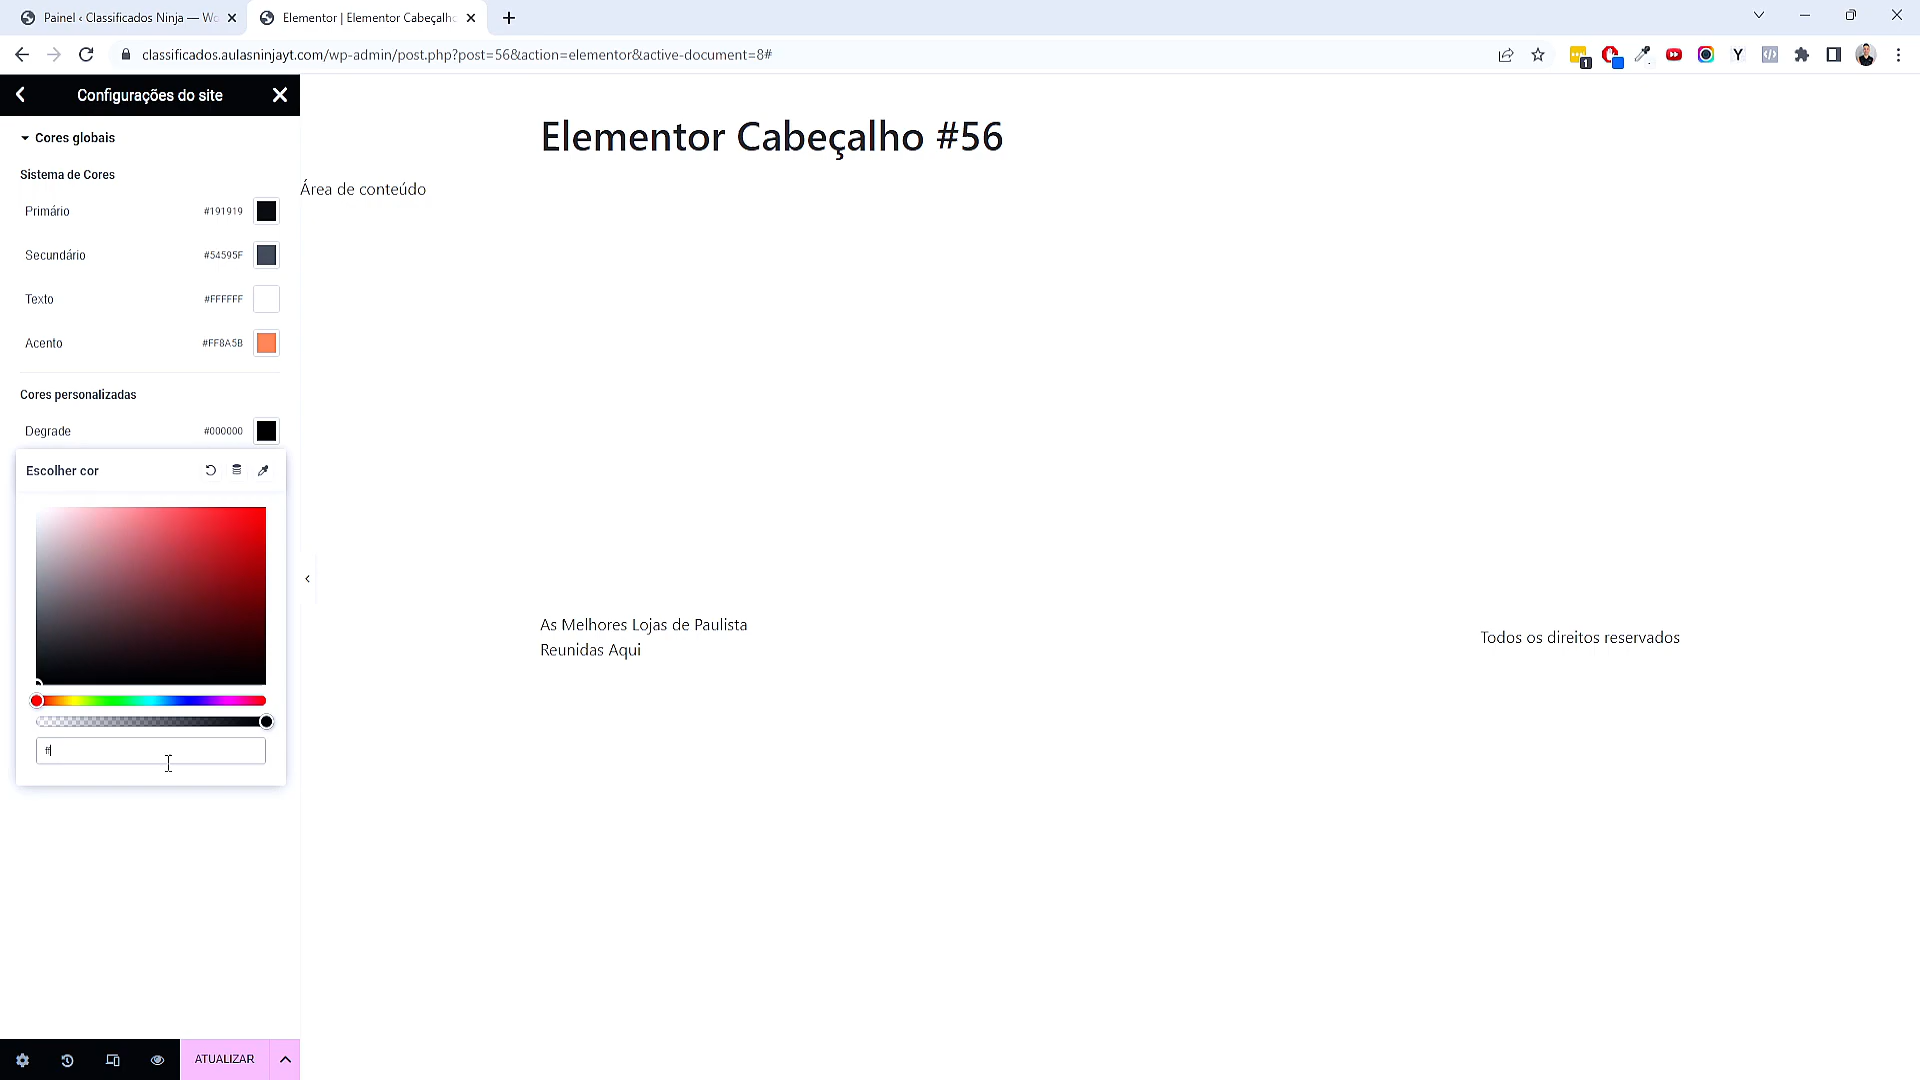 Painel ‹ Classificados Ninja — Wo
Elementor | Elementor Cabeçalho
classificados.aulasninjayt.com/wp-admin/post.php?post=56&action=elementor&active-document=8#
1
Y
Configurações do site
Cores globais
Sistema de Cores
Primário #191919
Secundário #54595F
Texto #FFFFFF
Acento #FF8A5B
Cores personalizadas
Degrade #000000
Escolher cor
#
ATUALIZAR
Elementor Cabeçalho #56
Área de conteúdo
As Melhores Lojas de Paulista
Reunidas Aqui
Todos os direitos reservados